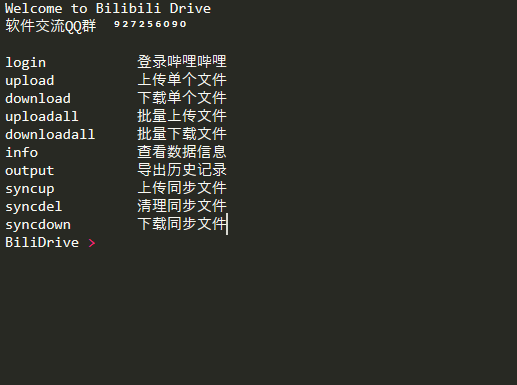 Welcome to Bilibili Drive
软件交流QQ群 927256090
login 登录哔哩哔哩
upload 上传单个文件
download 下载单个文件
uploadall 批量上传文件
downloadall 批量下载文件
info 查看数据信息
output 导出历史记录
syncup 上传同步文件
syncdel 清理同步文件
syncdown 下载同步文件
BiliDrive >